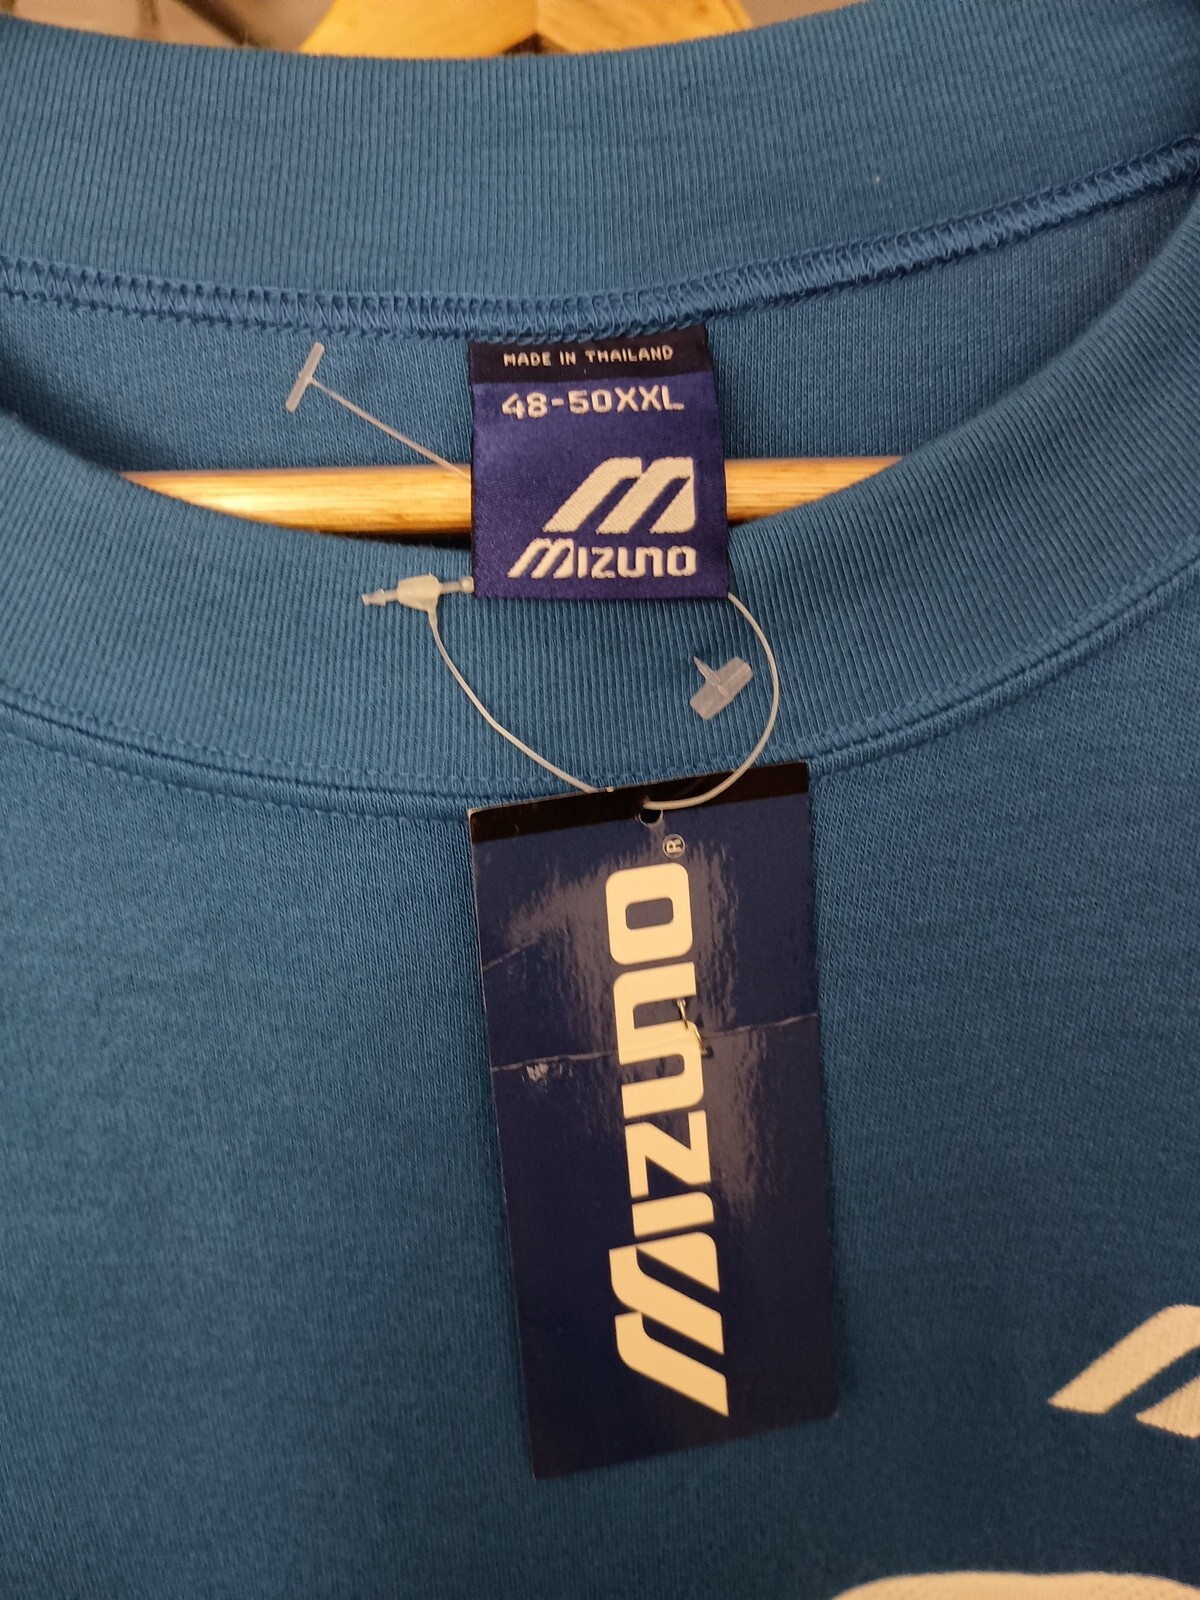 MADE IN THAILAND
48-50XXL
MIZUNO
MIZUNO®